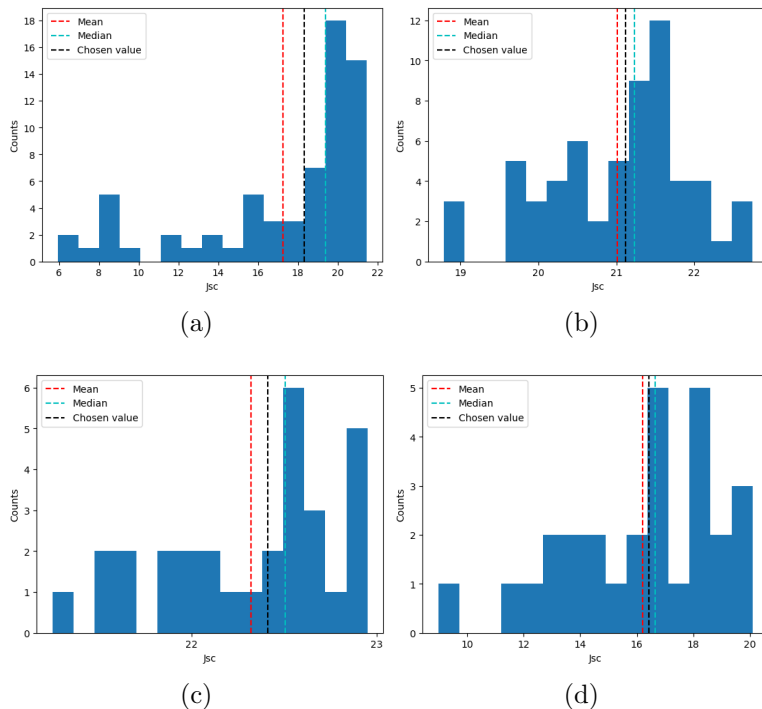 Mean
Median
Chosen value
Counts
0
2
4
6
8
10
12
14
16
18
6
8
10
12
14
16
18
20
22
Jsc
(a)
Mean
Median
Chosen value
Counts
0
2
4
6
8
10
12
19
20
21
22
Jsc
(b)
Mean
Median
Chosen value
Counts
0
1
2
3
4
5
6
22
23
Jsc
(c)
Mean
Median
Chosen value
Counts
0
1
2
3
4
5
10
12
14
16
18
20
Jsc
(d)